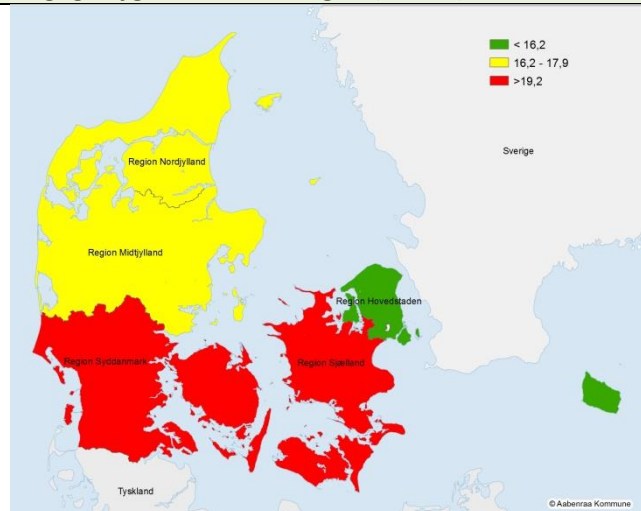 < 16,2
16,2 - 17,9
>19,2
Sverige
Region Nordjylland
Region Midtjylland
Region Hovedstaden
Region Syddanmark
Region Sjælland
Tyskland
© Aabenraa Kommune